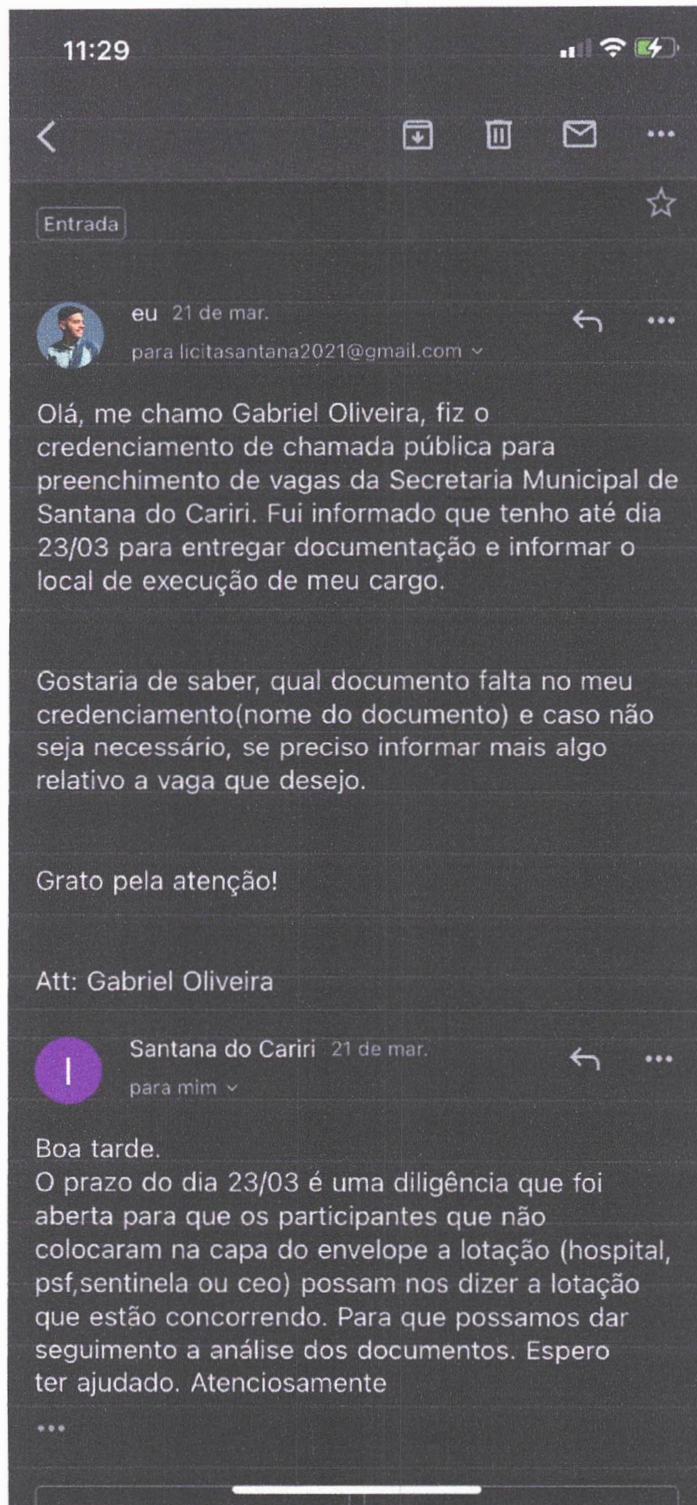 11:29
Entrada
eu 21 de mar.
para licitasantana2021@gmail.com
Olá, me chamo Gabriel Oliveira, fiz o
credenciamento de chamada pública para
preenchimento de vagas da Secretaria Municipal de
Santana do Cariri. Fui informado que tenho até dia
23/03 para entregar documentação e informar o
local de execução de meu cargo.
Gostaria de saber, qual documento falta no meu
credenciamento(nome do documento) e caso não
seja necessário, se preciso informar mais algo
relativo a vaga que desejo.
Grato pela atenção!
Att: Gabriel Oliveira
l
Santana do Cariri 21 de mar.
para mim
Boa tarde.
O prazo do dia 23/03 é uma diligência que foi
aberta para que os participantes que não
colocaram na capa do envelope a lotação (hospital,
psf,sentinela ou ceo) possam nos dizer a lotação
que estão concorrendo. Para que possamos dar
seguimento a análise dos documentos. Espero
ter ajudado. Atenciosamente